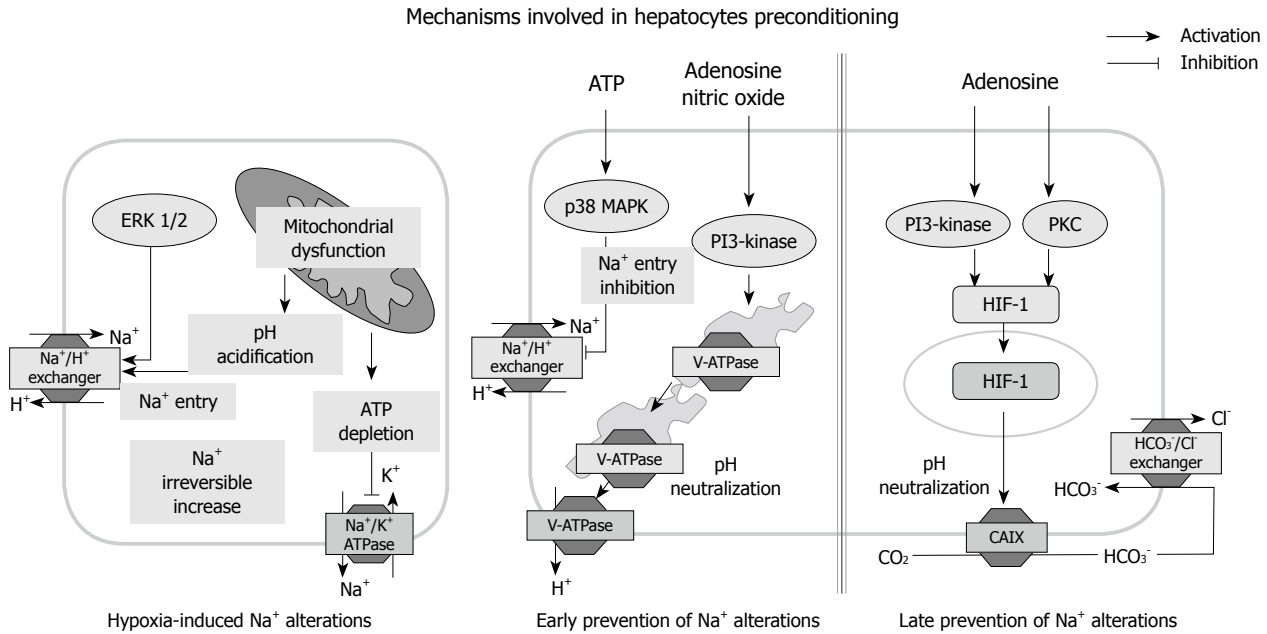 Mechanisms involved in hepatocytes preconditioning
Activation
Inhibition
ERK 1/2
Mitochondrial
dysfunction
pH
acidification
Na⁺
Na⁺/H⁺
exchanger
H⁺
Na⁺ entry
ATP
depletion
Na⁺
irreversible
increase
K⁺
Na⁺/K⁺
ATPase
Na⁺
Hypoxia-induced Na⁺ alterations
ATP
Adenosine
nitric oxide
p38 MAPK
PI3-kinase
Na⁺ entry
inhibition
Na⁺
Na⁺/H⁺
exchanger
H⁺
V-ATPase
V-ATPase
pH
neutralization
V-ATPase
H⁺
Early prevention of Na⁺ alterations
Adenosine
PI3-kinase
PKC
HIF-1
HIF-1
Cl⁻
HCO₃⁻/Cl⁻
exchanger
HCO₃⁻
pH
neutralization
CAIX
CO₂
HCO₃⁻
Late prevention of Na⁺ alterations